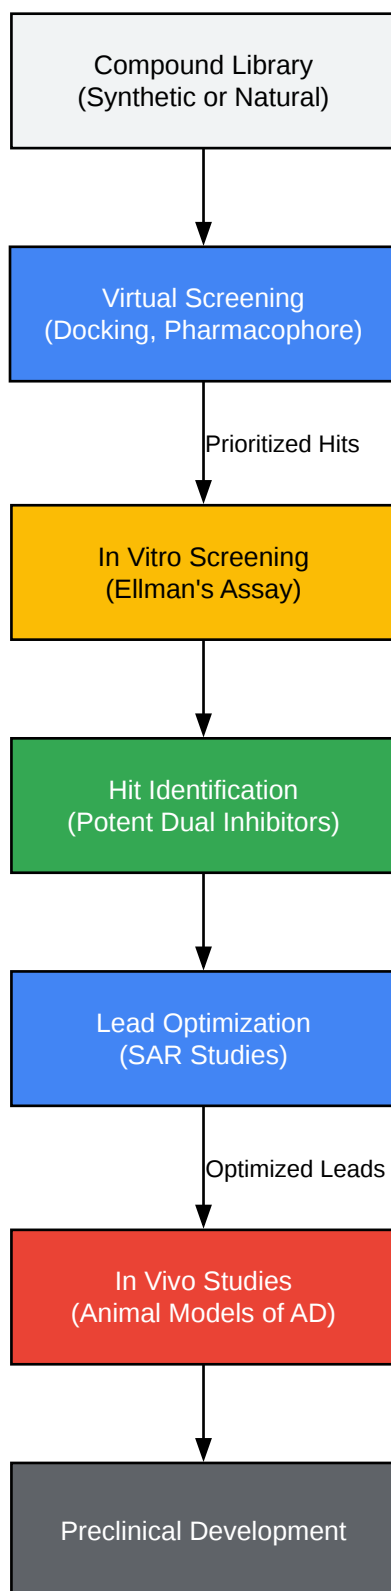 Compound Library
(Synthetic or Natural)
Virtual Screening
(Docking, Pharmacophore)
Prioritized Hits
In Vitro Screening
(Ellman's Assay)
Hit Identification
(Potent Dual Inhibitors)
Lead Optimization
(SAR Studies)
Optimized Leads
In Vivo Studies
(Animal Models of AD)
Preclinical Development